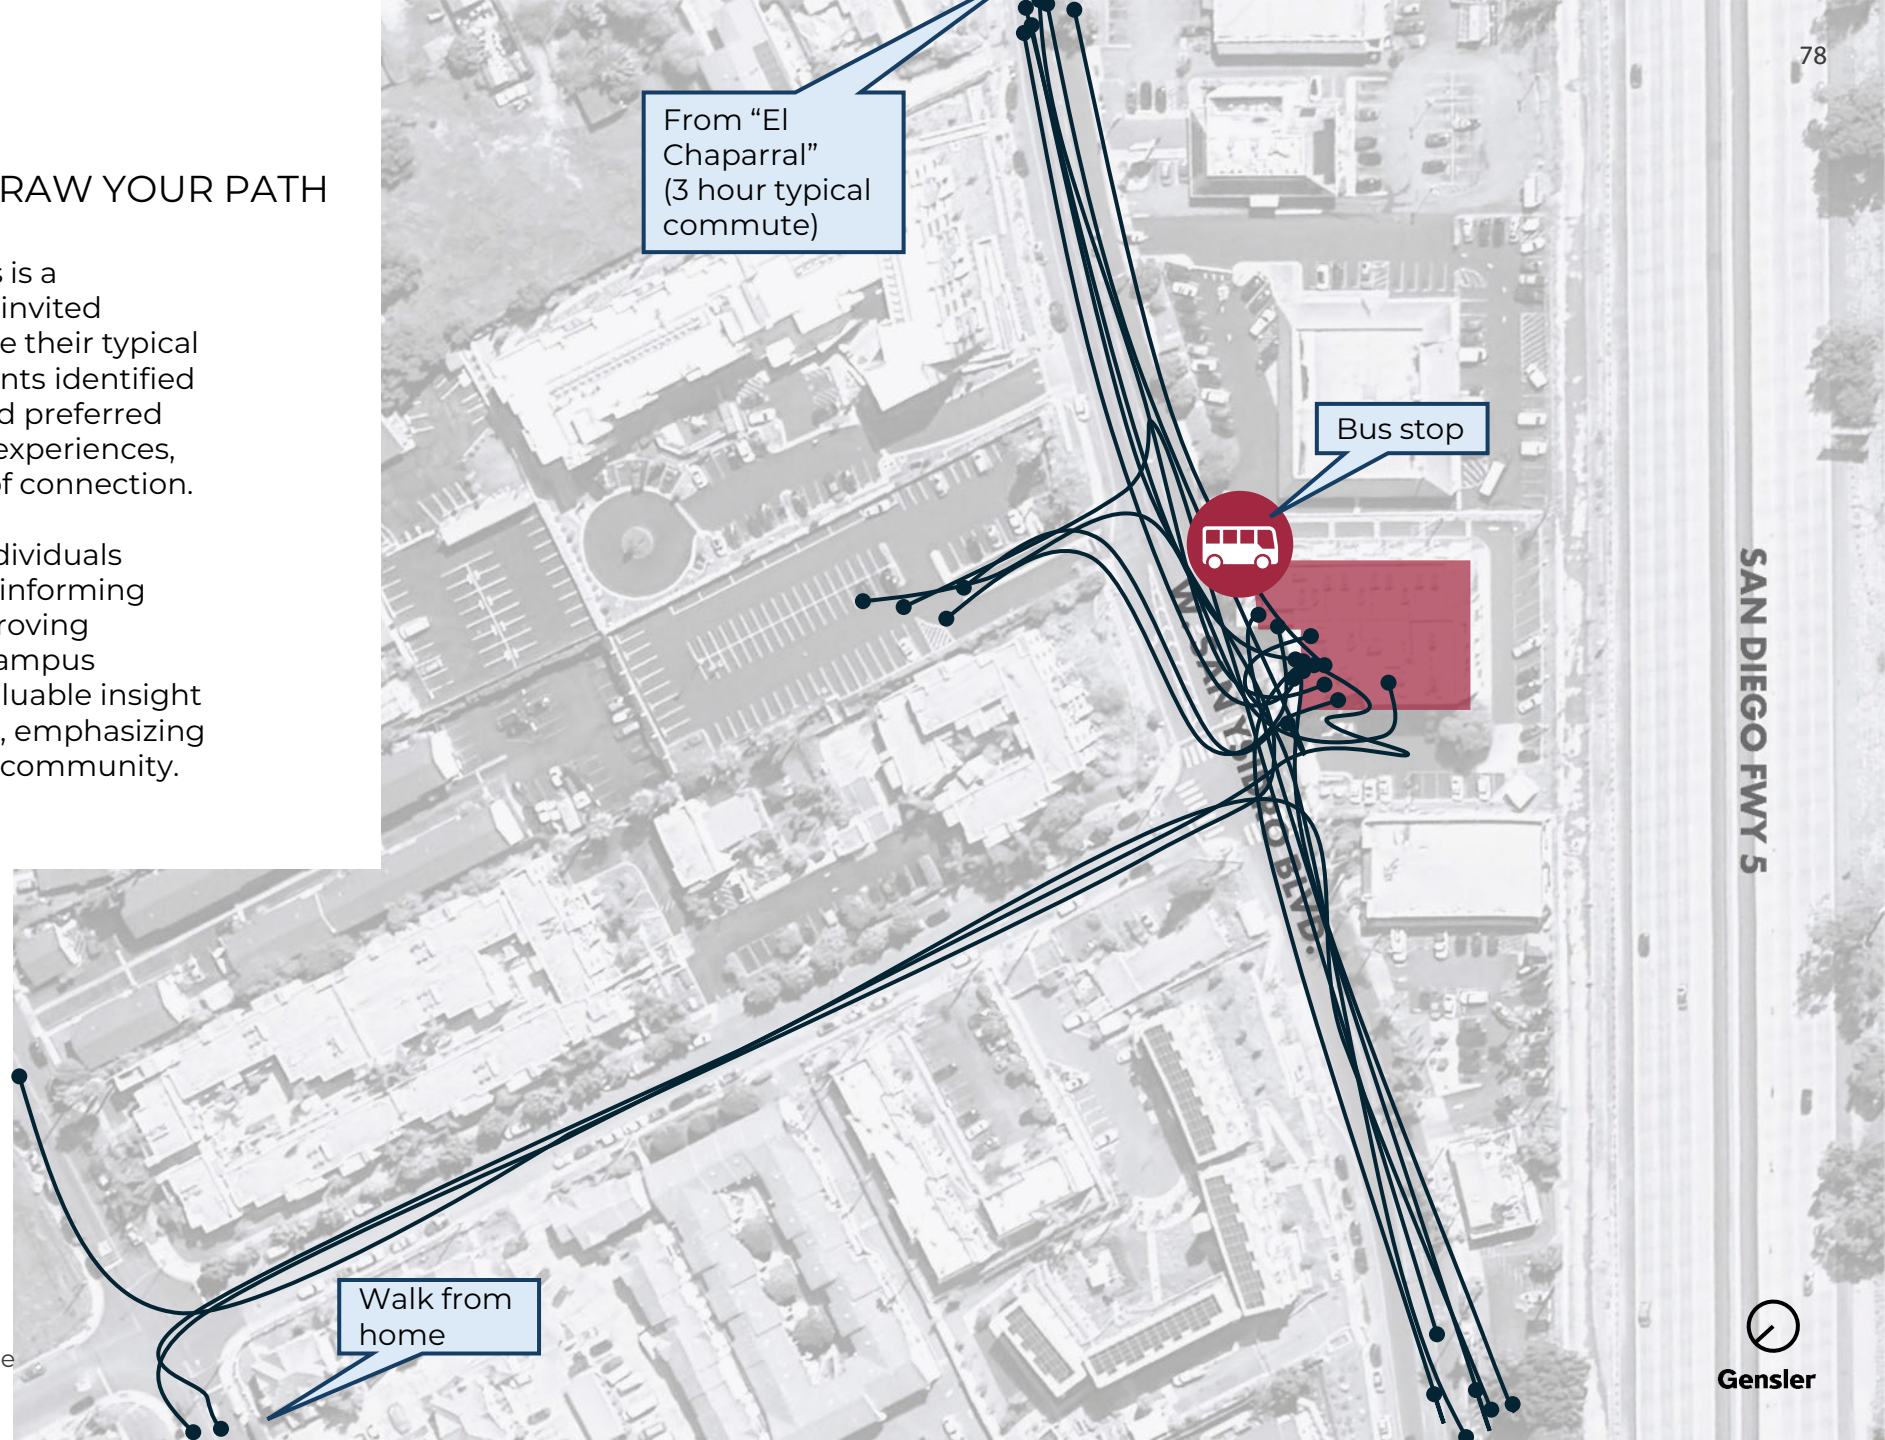 78
From “El
Chaparral”
(3 hour typical
commute)
RAW YOUR PATH
is a
invited
e their typical
nts identified
d preferred
experiences,
of connection.
Bus stop
dividuals
informing
roving
ampus
luable insight
, emphasizing
community.
W. SAN YSIDRO BLVD.
SAN DIEGO FWY 5
Walk from
home
e
Gensler